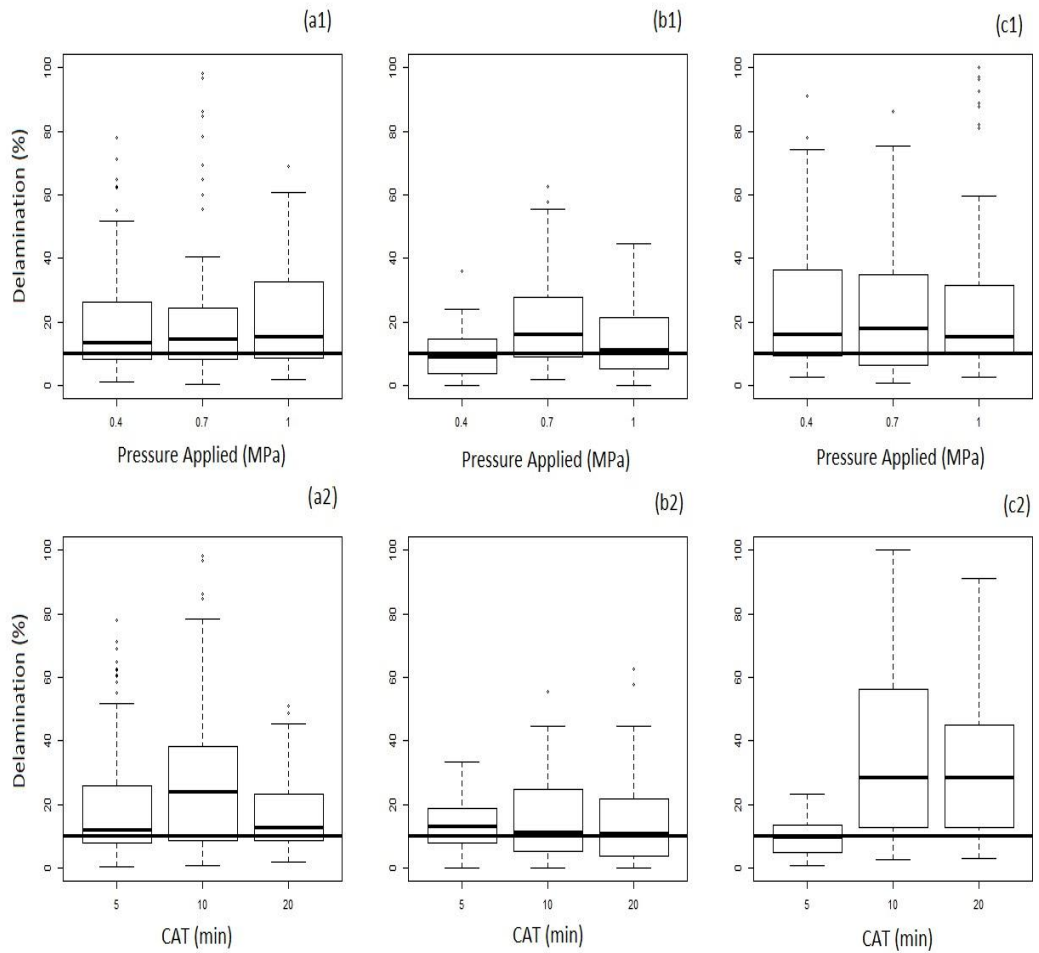 (a1)
(b1)
(c1)
Delamination (%)
100
80
60
40
20
0
0.4 0.7 1
Pressure Applied (MPa)
100
80
60
40
20
0
0.4 0.7 1
Pressure Applied (MPa)
100
80
60
40
20
0
0.4 0.7 1
Pressure Applied (MPa)
(a2)
(b2)
(c2)
Delamination (%)
100
80
60
40
20
0
5 10 20
CAT (min)
100
80
60
40
20
0
5 10 20
CAT (min)
100
80
60
40
20
0
5 10 20
CAT (min)